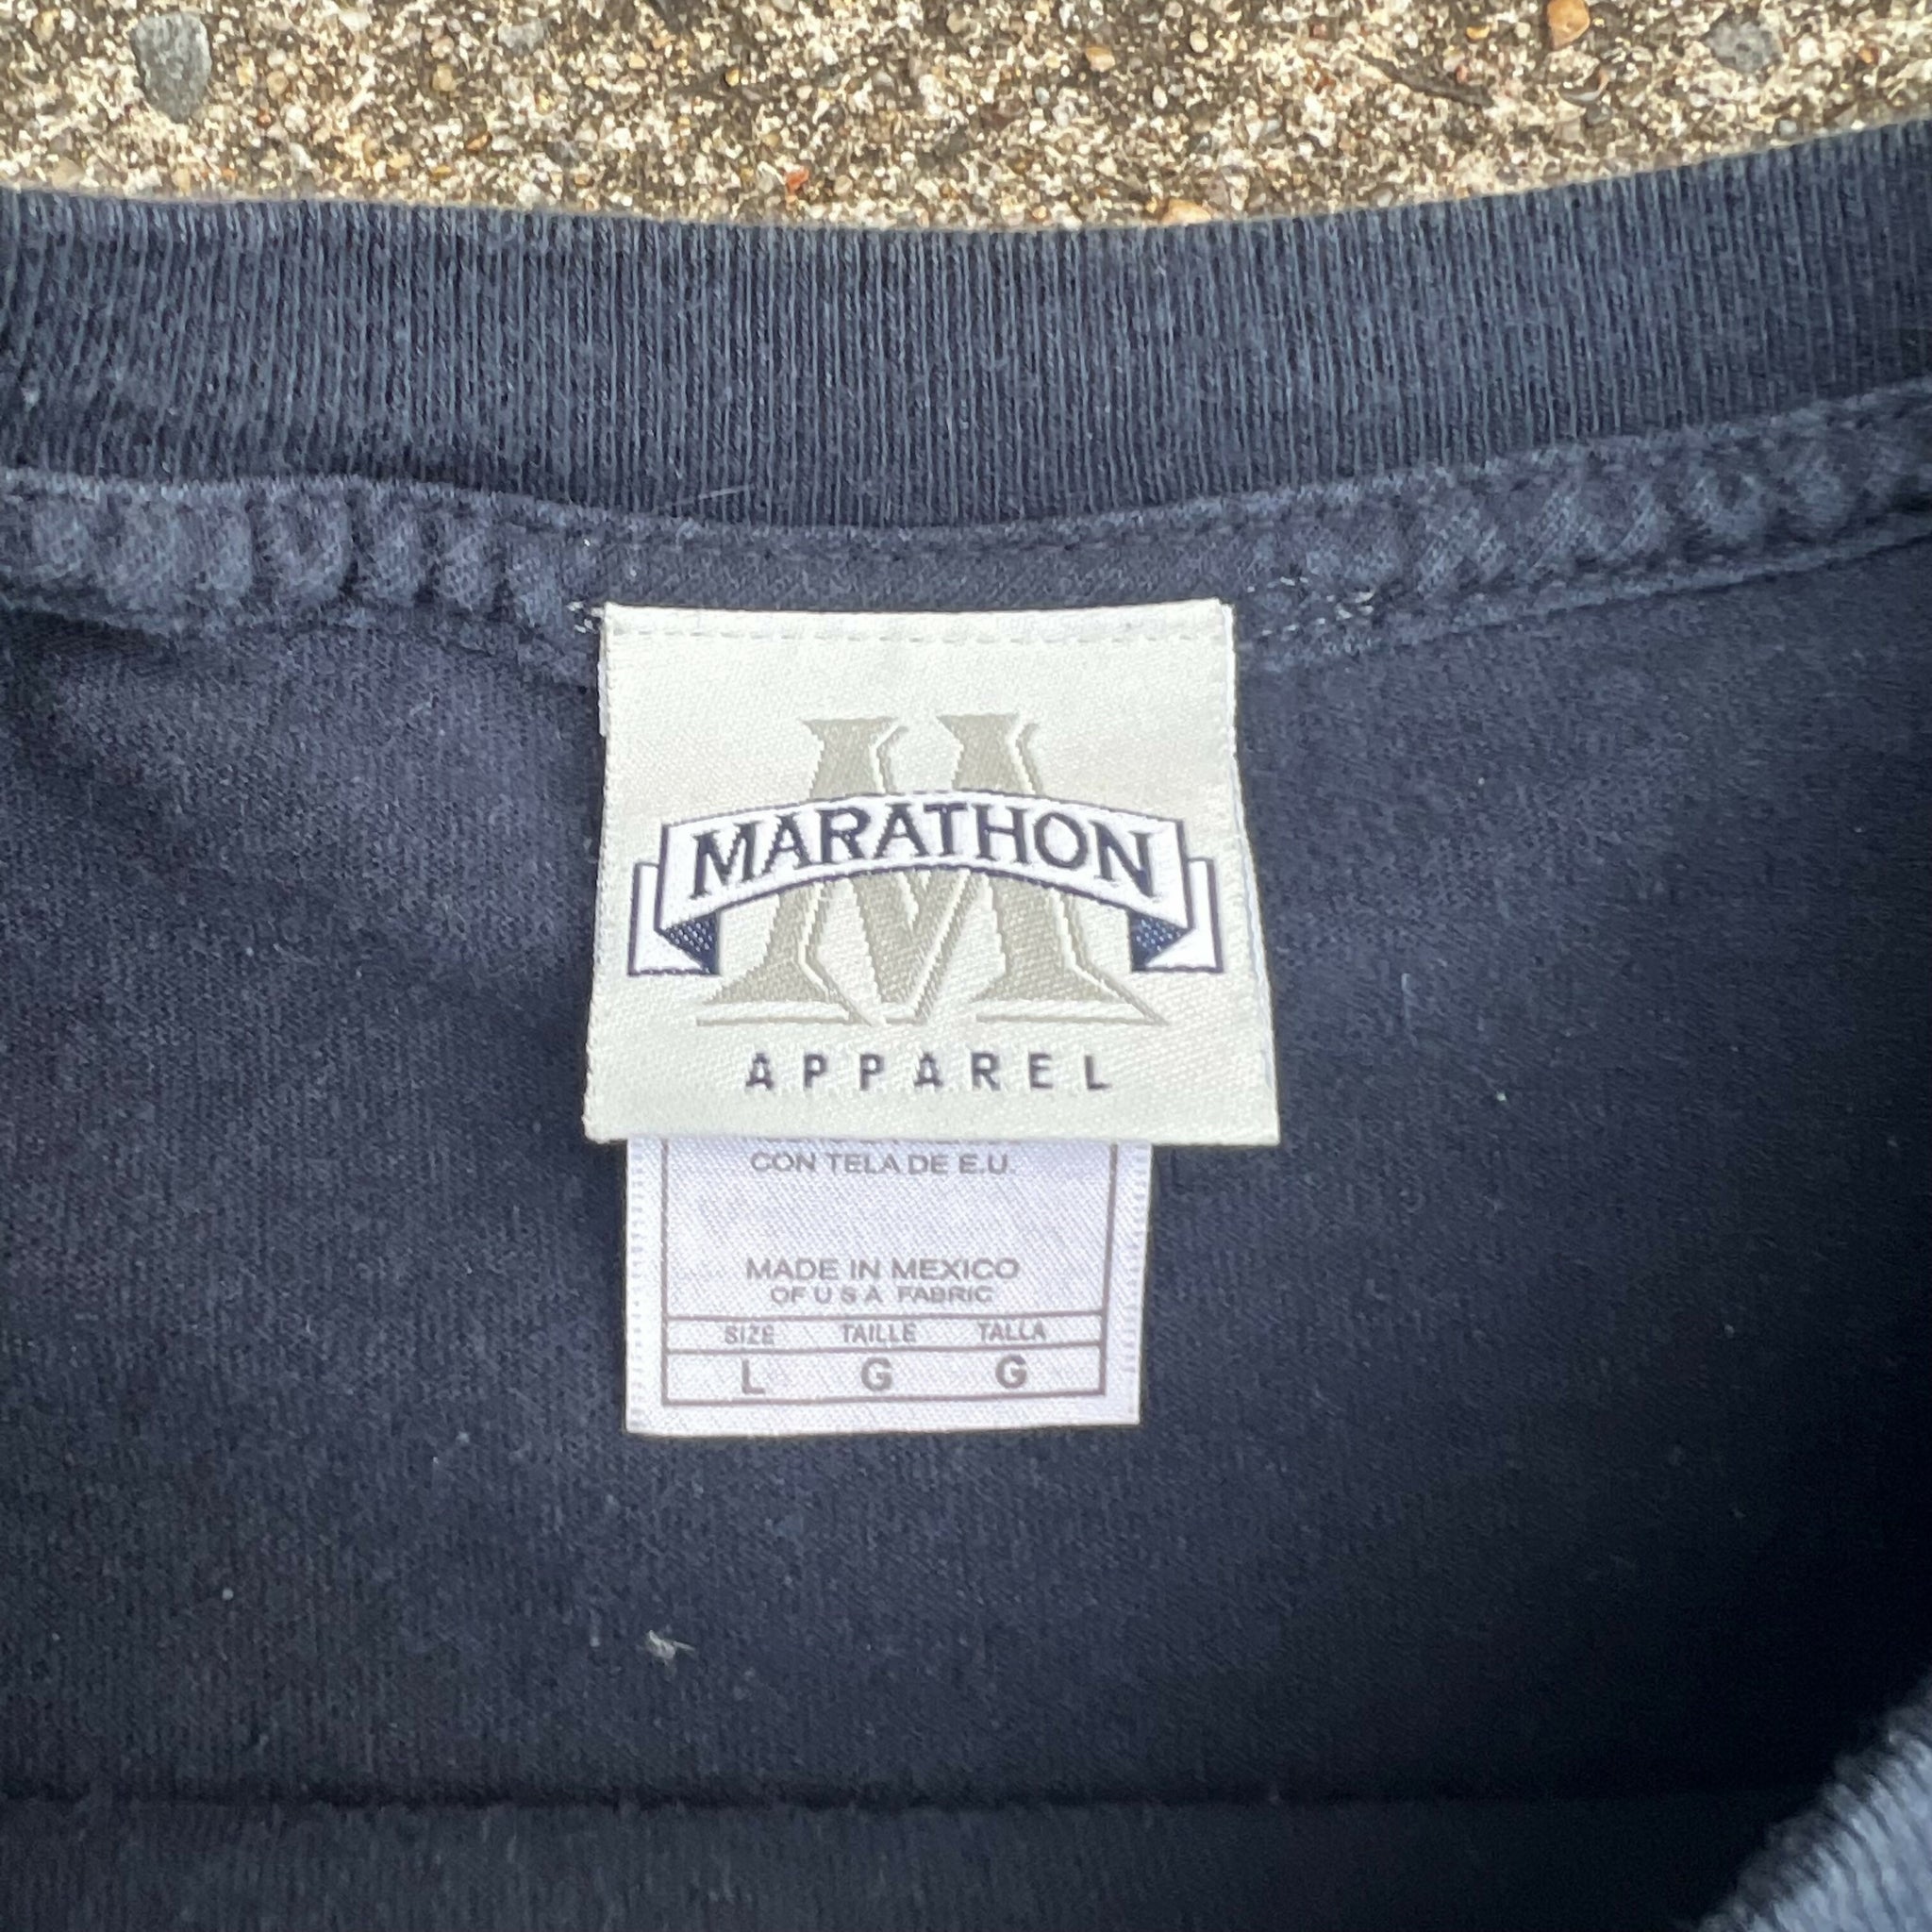 MARATHON
APPAREL
CON TELA DE E.U.
MADE IN MEXICO
OF U S A FABRIC
SIZE TAILLE TALLA
L G G